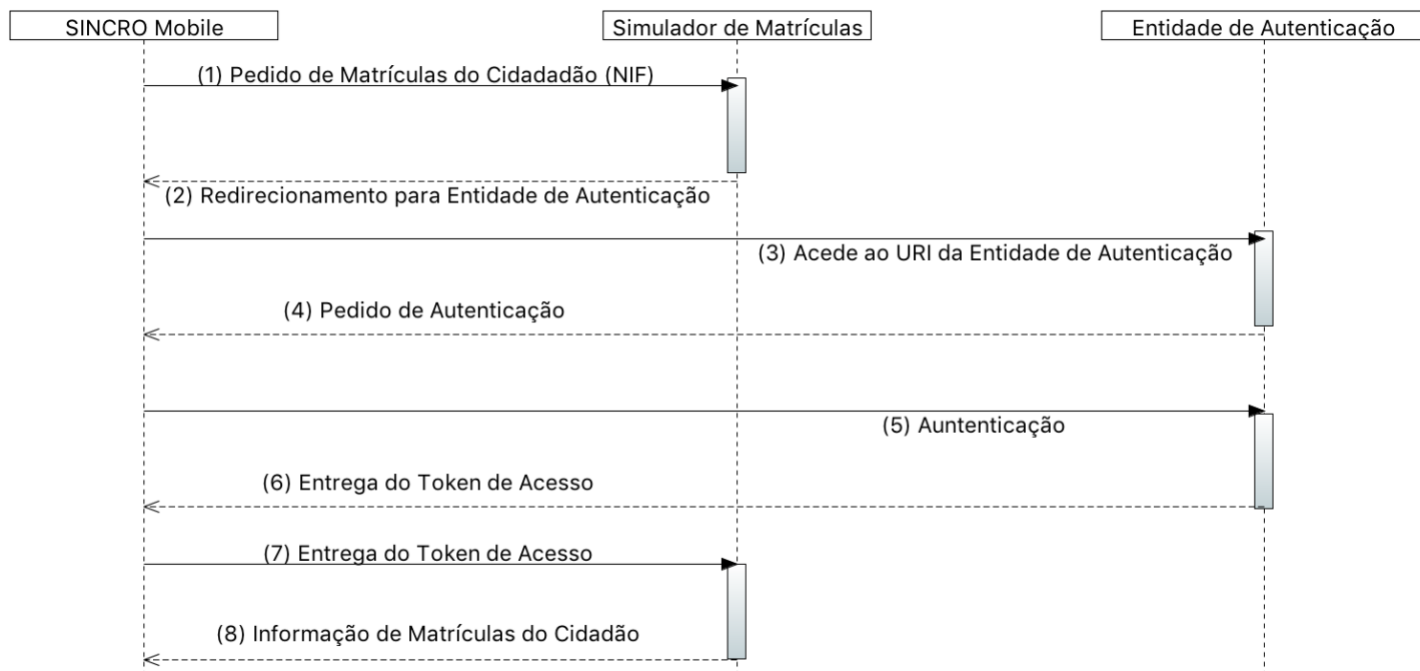 SINCRO Mobile
Simulador de Matrículas
Entidade de Autenticação
(1) Pedido de Matrículas do Cidadadão (NIF)
(2) Redirecionamento para Entidade de Autenticação
(3) Acede ao URI da Entidade de Autenticação
(4) Pedido de Autenticação
(5) Auntenticação
(6) Entrega do Token de Acesso
(7) Entrega do Token de Acesso
(8) Informação de Matrículas do Cidadão